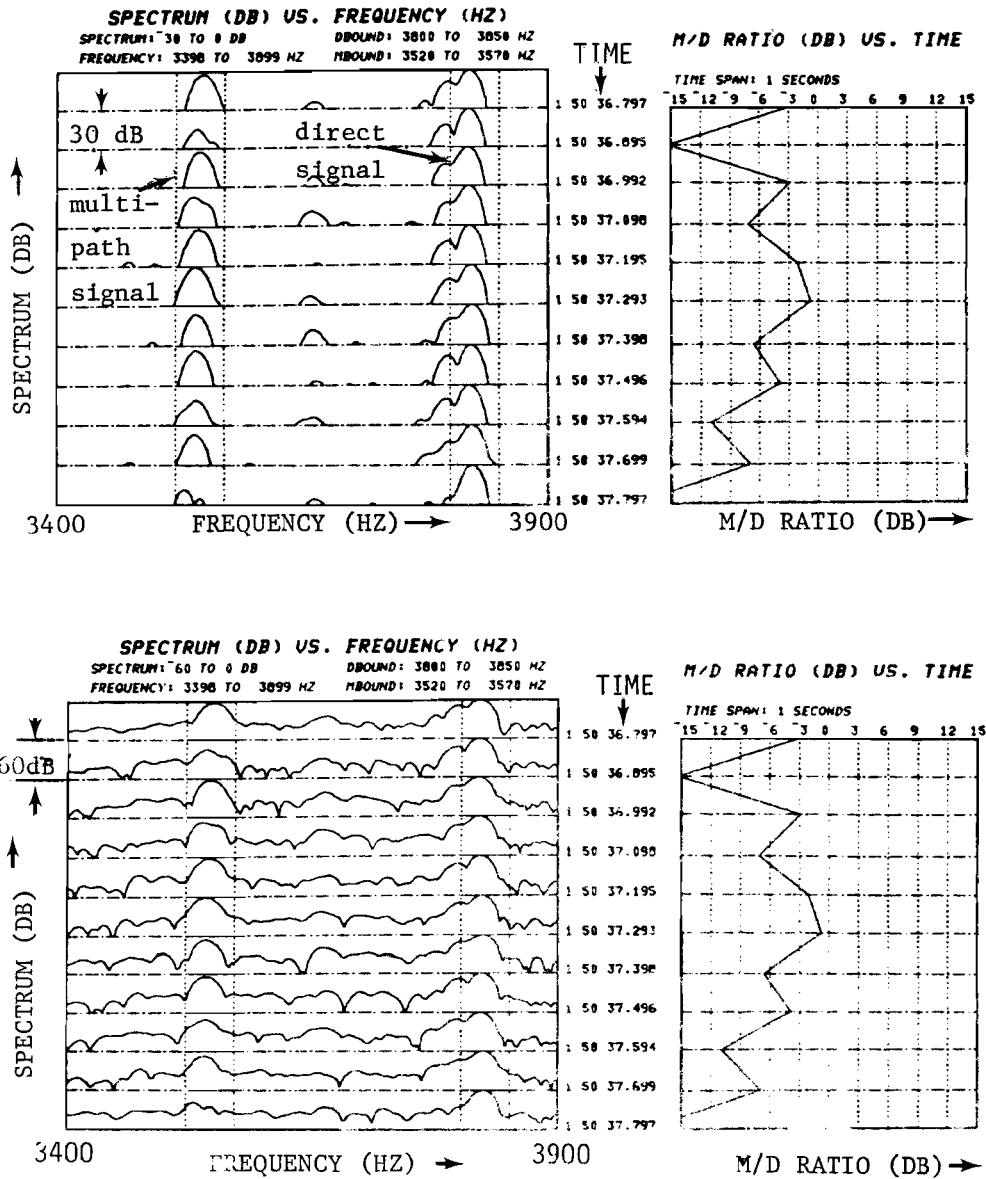 SPECTRUM (DB) VS. FREQUENCY (HZ)
SPECTRUM:¯30 TO 0 DB DBOUND: 3800 TO 3850 HZ
FREQUENCY: 3398 TO 3899 HZ MBOUND: 3520 TO 3570 HZ
TIME
M/D RATIO (DB) VS. TIME
TIME SPAN: 1 SECONDS
¯15 ¯12 ¯9 ¯6 ¯3 0 3 6 9 12 15
30 dB
direct
signal
multi-
path
signal
SPECTRUM (DB)
1 50 36.797
1 50 36.895
1 50 36.992
1 50 37.098
1 50 37.195
1 50 37.293
1 50 37.398
1 50 37.496
1 50 37.594
1 50 37.699
1 50 37.797
3400 FREQUENCY (HZ) 3900
M/D RATIO (DB)
SPECTRUM (DB) VS. FREQUENCY (HZ)
SPECTRUM:¯60 TO 0 DB DBOUND: 3800 TO 3850 HZ
FREQUENCY: 3398 TO 3899 HZ MBOUND: 3520 TO 3570 HZ
TIME
M/D RATIO (DB) VS. TIME
TIME SPAN: 1 SECONDS
¯15 ¯12 ¯9 ¯6 ¯3 0 3 6 9 12 15
60dB
SPECTRUM (DB)
1 50 36.797
1 50 36.895
1 50 36.992
1 50 37.098
1 50 37.195
1 50 37.293
1 50 37.398
1 50 37.496
1 50 37.594
1 50 37.699
1 50 37.797
3400 FREQUENCY (HZ) 3900
M/D RATIO (DB)